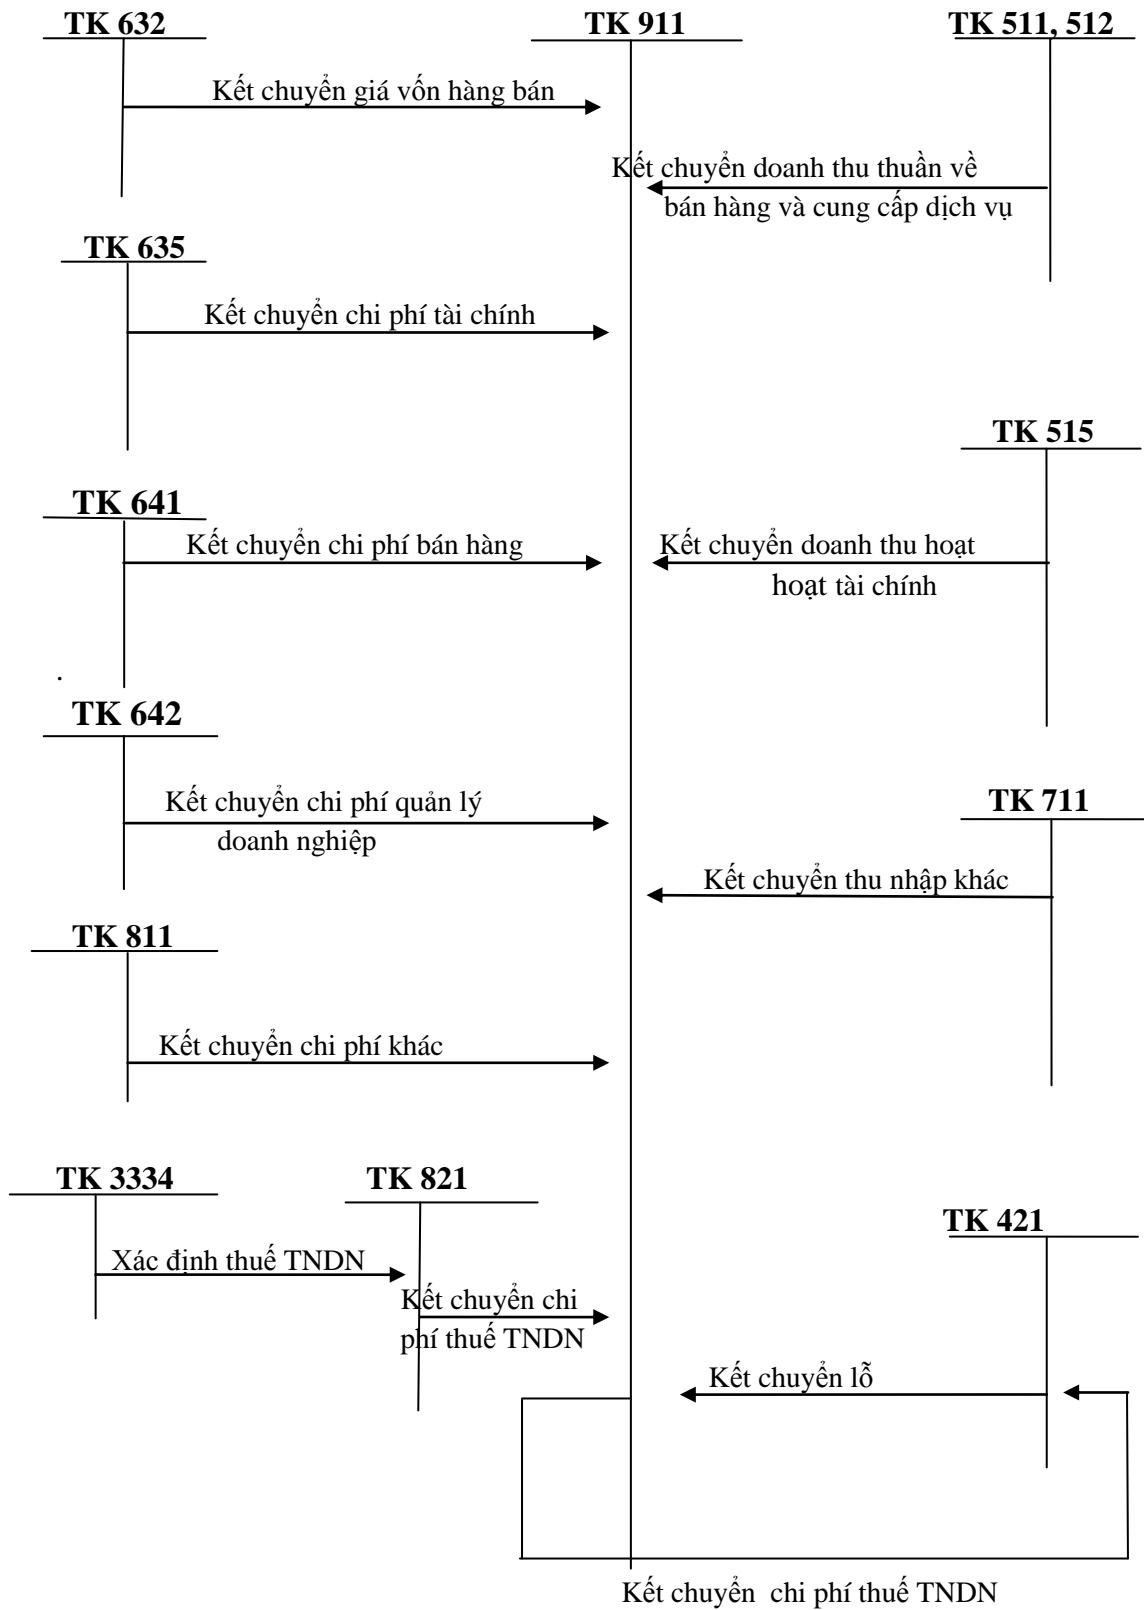 TK 632
TK 911
TK 511, 512
Kết chuyển giá vốn hàng bán
Kết chuyển doanh thu thuần về
bán hàng và cung cấp dịch vụ
TK 635
Kết chuyển chi phí tài chính
TK 515
TK 641
Kết chuyển chi phí bán hàng
Kết chuyển doanh thu hoạt
hoạt tài chính
.
TK 642
Kết chuyển chi phí quản lý
doanh nghiệp
TK 711
Kết chuyển thu nhập khác
TK 811
Kết chuyển chi phí khác
TK 3334
TK 821
TK 421
Xác định thuế TNDN
Kết chuyển chi
phí thuế TNDN
Kết chuyển lỗ
Kết chuyển chi phí thuế TNDN